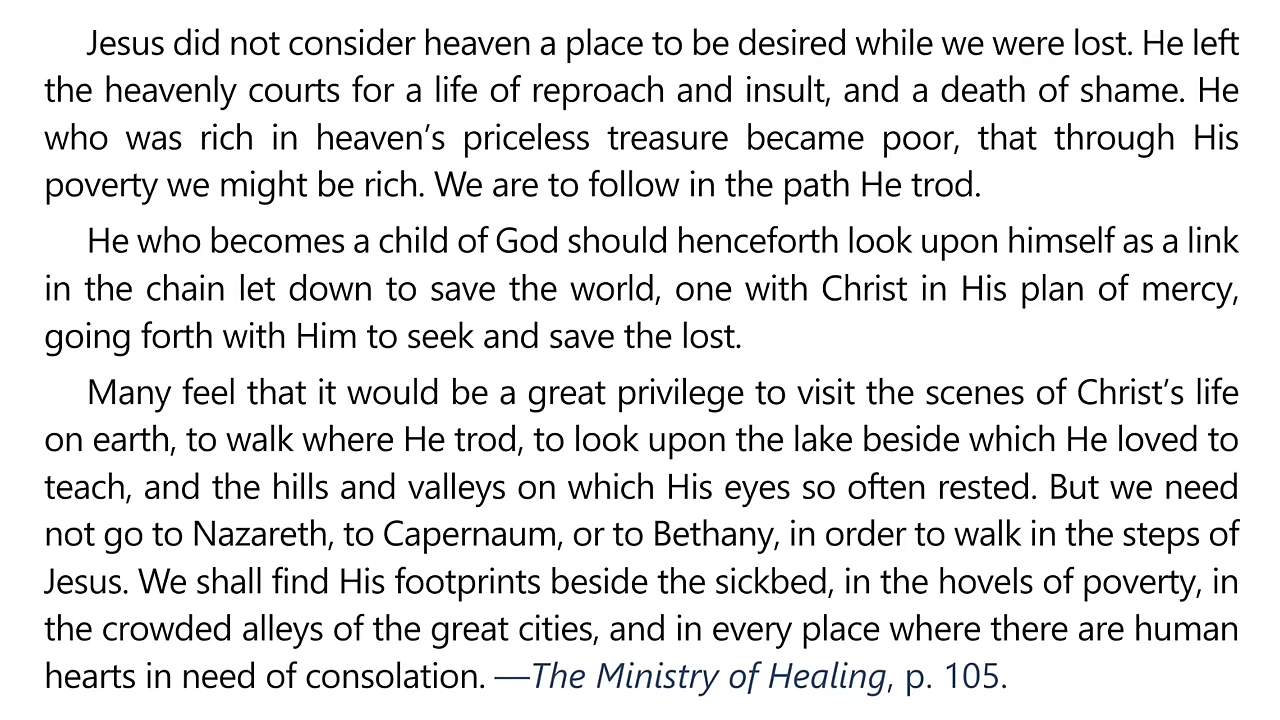 Jesus did not consider heaven a place to be desired while we were lost. He left
the heavenly courts for a life of reproach and insult, and a death of shame. He
who was rich in heaven’s priceless treasure became poor, that through His
poverty we might be rich. We are to follow in the path He trod.
He who becomes a child of God should henceforth look upon himself as a link
in the chain let down to save the world, one with Christ in His plan of mercy,
going forth with Him to seek and save the lost.
Many feel that it would be a great privilege to visit the scenes of Christ’s life
on earth, to walk where He trod, to look upon the lake beside which He loved to
teach, and the hills and valleys on which His eyes so often rested. But we need
not go to Nazareth, to Capernaum, or to Bethany, in order to walk in the steps of
Jesus. We shall find His footprints beside the sickbed, in the hovels of poverty, in
the crowded alleys of the great cities, and in every place where there are human
hearts in need of consolation. —The Ministry of Healing, p. 105.